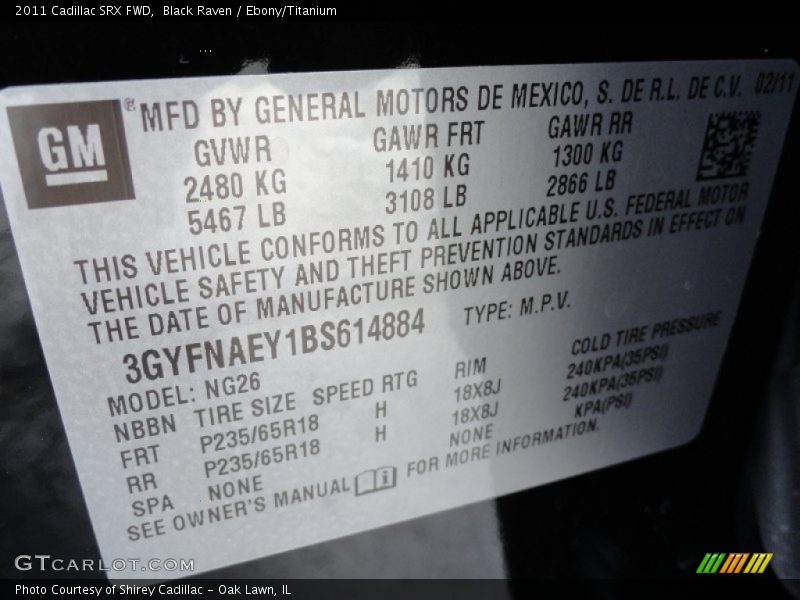 2011 Cadillac SRX FWD,  Black Raven / Ebony/Titanium
GM ® MFD BY GENERAL MOTORS DE MEXICO, S. DE R.L. DE C.V. 02/11
GVWR GAWR FRT GAWR RR
2480 KG 1410 KG 1300 KG
5467 LB 3108 LB 2866 LB
THIS VEHICLE CONFORMS TO ALL APPLICABLE U.S. FEDERAL MOTOR
VEHICLE SAFETY AND THEFT PREVENTION STANDARDS IN EFFECT ON
THE DATE OF MANUFACTURE SHOWN ABOVE.
3GYFNAEY1BS614884 TYPE: M.P.V.
MODEL: NG26
NBBN TIRE SIZE SPEED RTG RIM COLD TIRE PRESSURE
FRT P235/65R18 H 18X8J 240KPA(35PSI)
RR P235/65R18 H 18X8J 240KPA(35PSI)
SPA NONE NONE KPA(PSI)
SEE OWNER'S MANUAL i FOR MORE INFORMATION.
GTCARLOT.COM
Photo Courtesy of Shirey Cadillac - Oak Lawn, IL